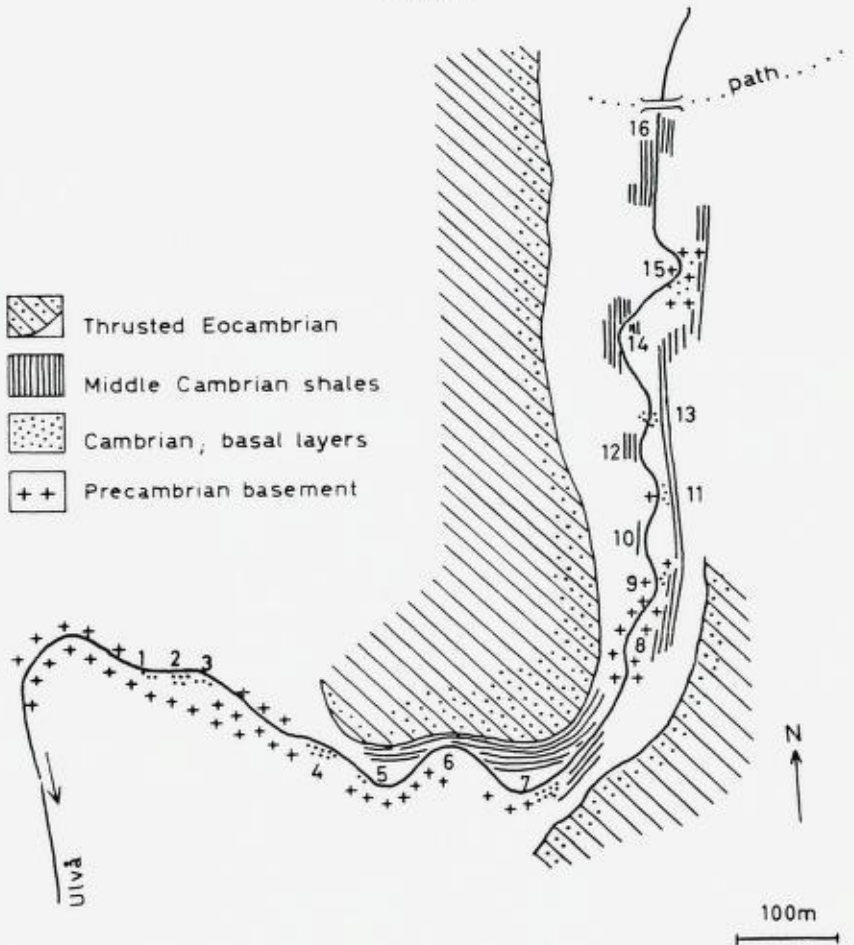 path
16
15
14
13
12
11
10
9
8
Thrusted Eocambrian
Middle Cambrian shales
Cambrian, basal layers
Precambrian basement
1 2 3
4
5
6
7
N
Ulvå
100m